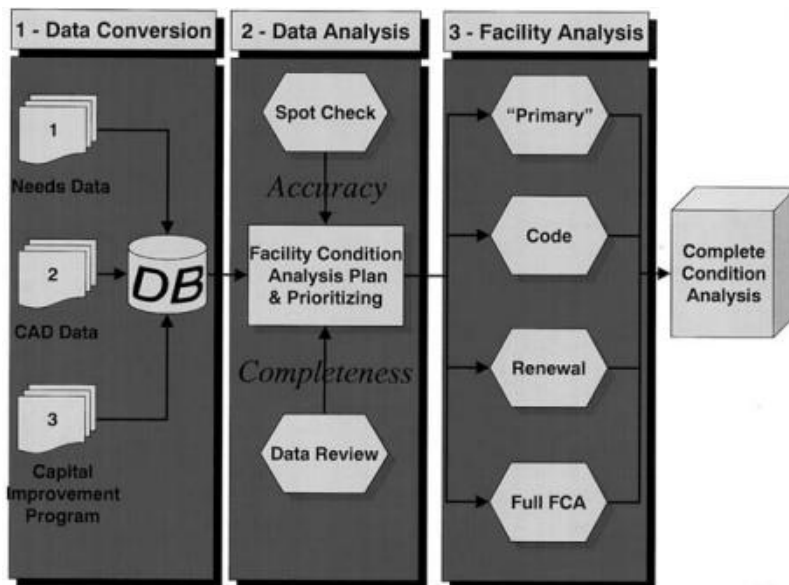 1 - Data Conversion
2 - Data Analysis
3 - Facility Analysis
1
Needs Data
2
CAD Data
3
Capital
Improvement
Program
DB
Spot Check
Accuracy
Facility Condition
Analysis Plan
& Prioritizing
Completeness
Data Review
“Primary”
Code
Renewal
Full FCA
Complete
Condition
Analysis